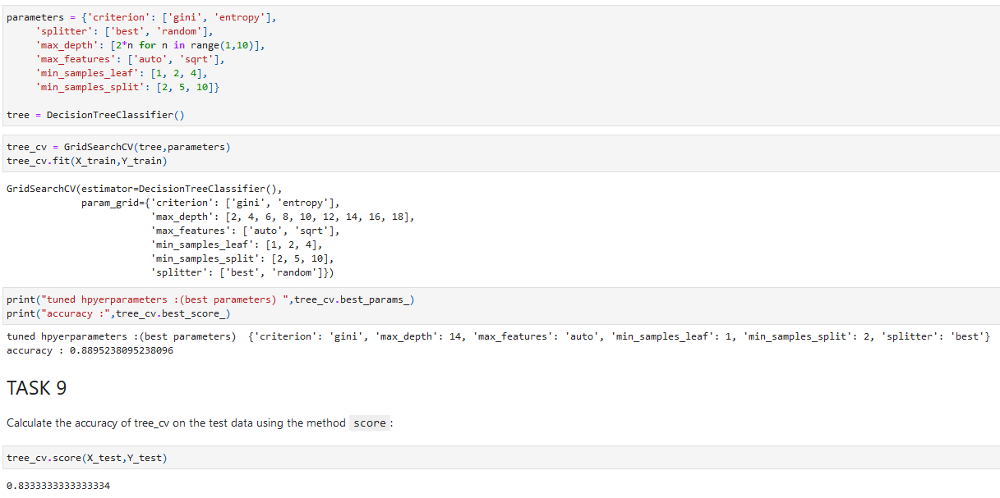 parameters = {'criterion': ['gini', 'entropy'],
     'splitter': ['best', 'random'],
     'max_depth': [2*n for n in range(1,10)],
     'max_features': ['auto', 'sqrt'],
     'min_samples_leaf': [1, 2, 4],
     'min_samples_split': [2, 5, 10]}
tree = DecisionTreeClassifier()
tree_cv = GridSearchCV(tree,parameters)
tree_cv.fit(X_train,Y_train)
GridSearchCV(estimator=DecisionTreeClassifier(),
             param_grid={'criterion': ['gini', 'entropy'],
                         'max_depth': [2, 4, 6, 8, 10, 12, 14, 16, 18],
                         'max_features': ['auto', 'sqrt'],
                         'min_samples_leaf': [1, 2, 4],
                         'min_samples_split': [2, 5, 10],
                         'splitter': ['best', 'random']})
print("tuned hpyerparameters :(best parameters) ",tree_cv.best_params_)
print("accuracy :",tree_cv.best_score_)
tuned hpyerparameters :(best parameters)  {'criterion': 'gini', 'max_depth': 14, 'max_features': 'auto', 'min_samples_leaf': 1, 'min_samples_split': 2, 'splitter': 'best'}
accuracy : 0.8895238095238096
TASK 9
Calculate the accuracy of tree_cv on the test data using the method score:
tree_cv.score(X_test,Y_test)
0.8333333333333334